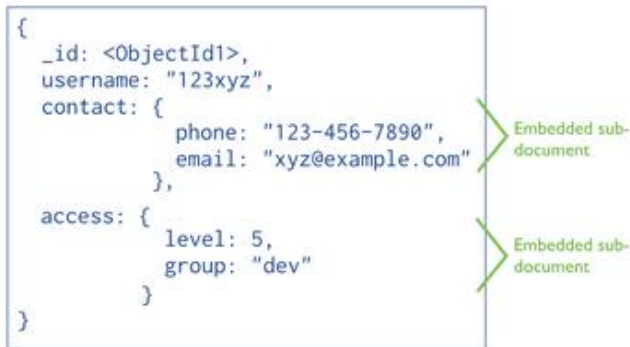 {
_id: <ObjectId1>,
username: "123xyz",
contact: {
phone: "123-456-7890",
email: "xyz@example.com"
},
Embedded sub-
document
access: {
level: 5,
group: "dev"
}
Embedded sub-
document
}